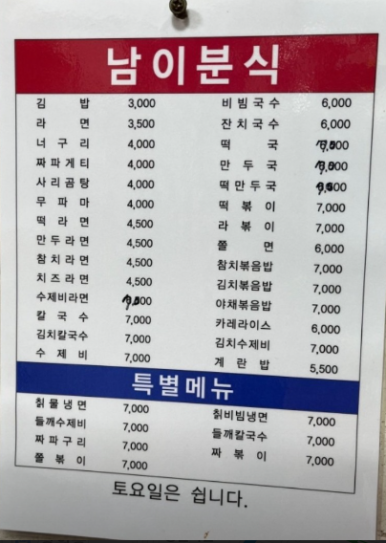 남이분식
김 밥 3,000
라 면 3,500
너 구 리 4,000
짜파게티 4,000
사리곰탕 4,000
무 파 마 4,000
떡 라 면 4,500
만두라면 4,500
참치라면 4,500
치즈라면 4,500
수제비라면
칼 국 수 7,000
김치칼국수 7,000
수 제 비 7,000
비빔국수 6,000
잔치국수 6,000
떡 국
만 두 국
떡만두국
떡 볶 이 7,000
라 볶 이 7,000
쫄 면 6,000
참치볶음밥 7,000
김치볶음밥 7,000
야채볶음밥 7,000
카레라이스 6,000
김치수제비 7,000
계 란 밥 5,500
특별메뉴
칡물냉면 7,000
들깨수제비 7,000
짜파구리 7,000
쫄 볶 이 7,000
칡비빔냉면 7,000
들깨칼국수 7,000
짜 볶 이 7,000
토요일은 쉽니다.